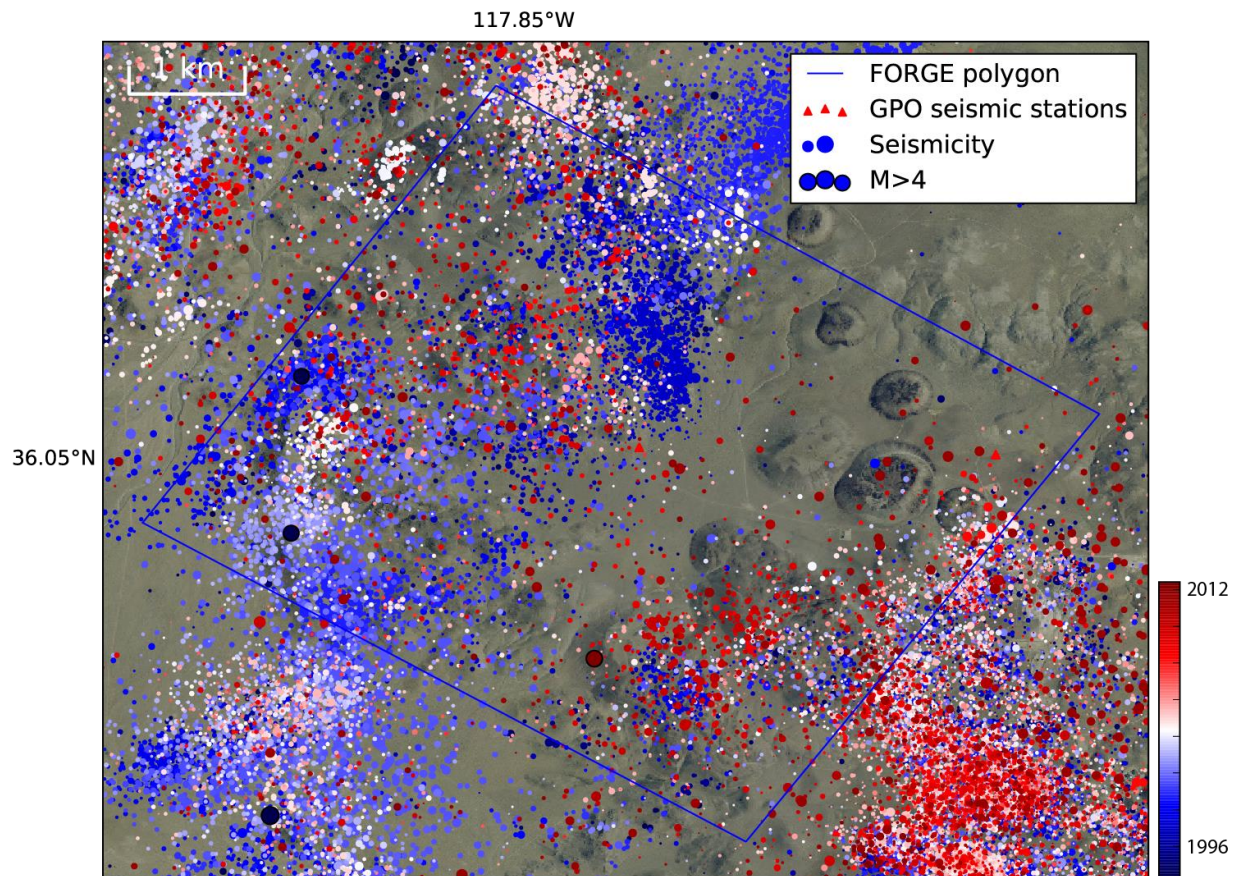 117.85°W
1 km
FORGE polygon
GPO seismic stations
Seismicity
M>4
36.05°N
2012
1996